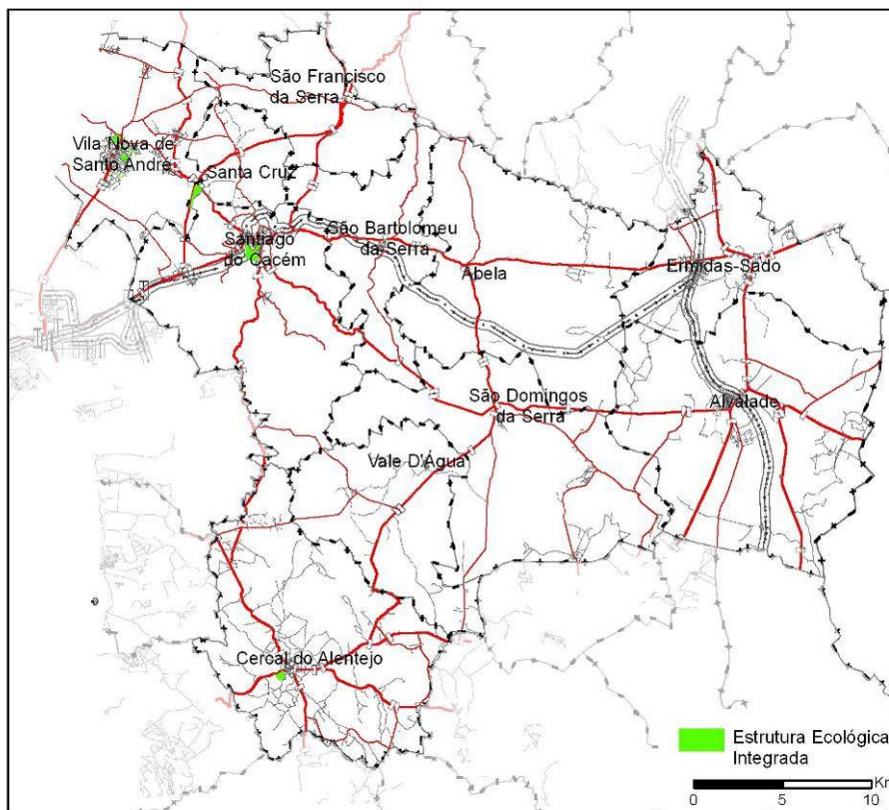 São Francisco
da Serra
Vila Nova de
Santo André
Santa Cruz
São Bartolomeu
da Serra
Santiago
do Cacém
Abela
Ermidas-Sado
São Domingos
da Serra
Alvalade
Vale D'Água
Cercal do Alentejo
Estrutura Ecológica
Integrada
Km
0 5 10